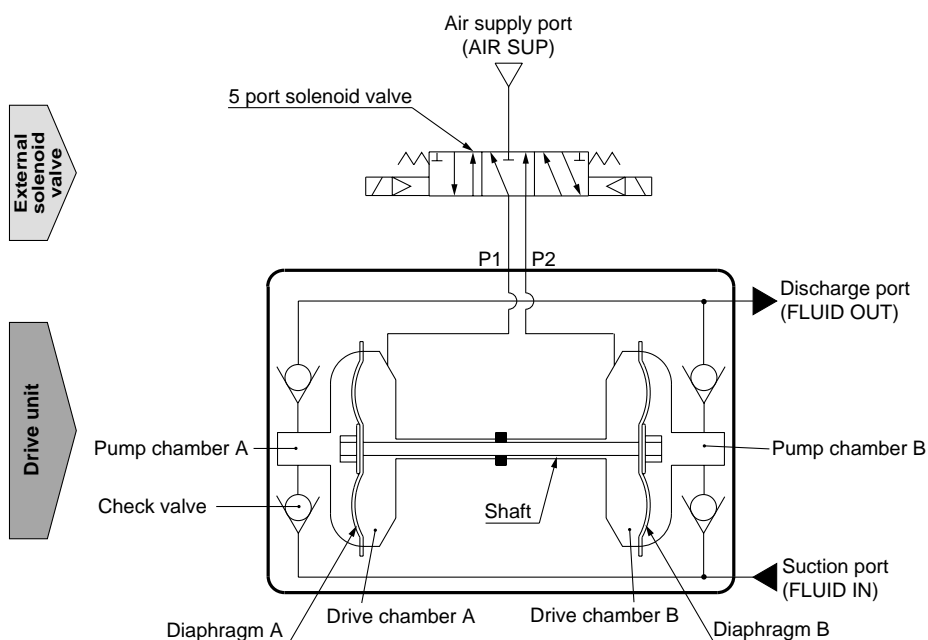 Air supply port
(AIR SUP)
5 port solenoid valve
External
solenoid
valve
P1
P2
Discharge port
(FLUID OUT)
Drive unit
Pump chamber A
Pump chamber B
Check valve
Shaft
Suction port
(FLUID IN)
Drive chamber A
Drive chamber B
Diaphragm A
Diaphragm B